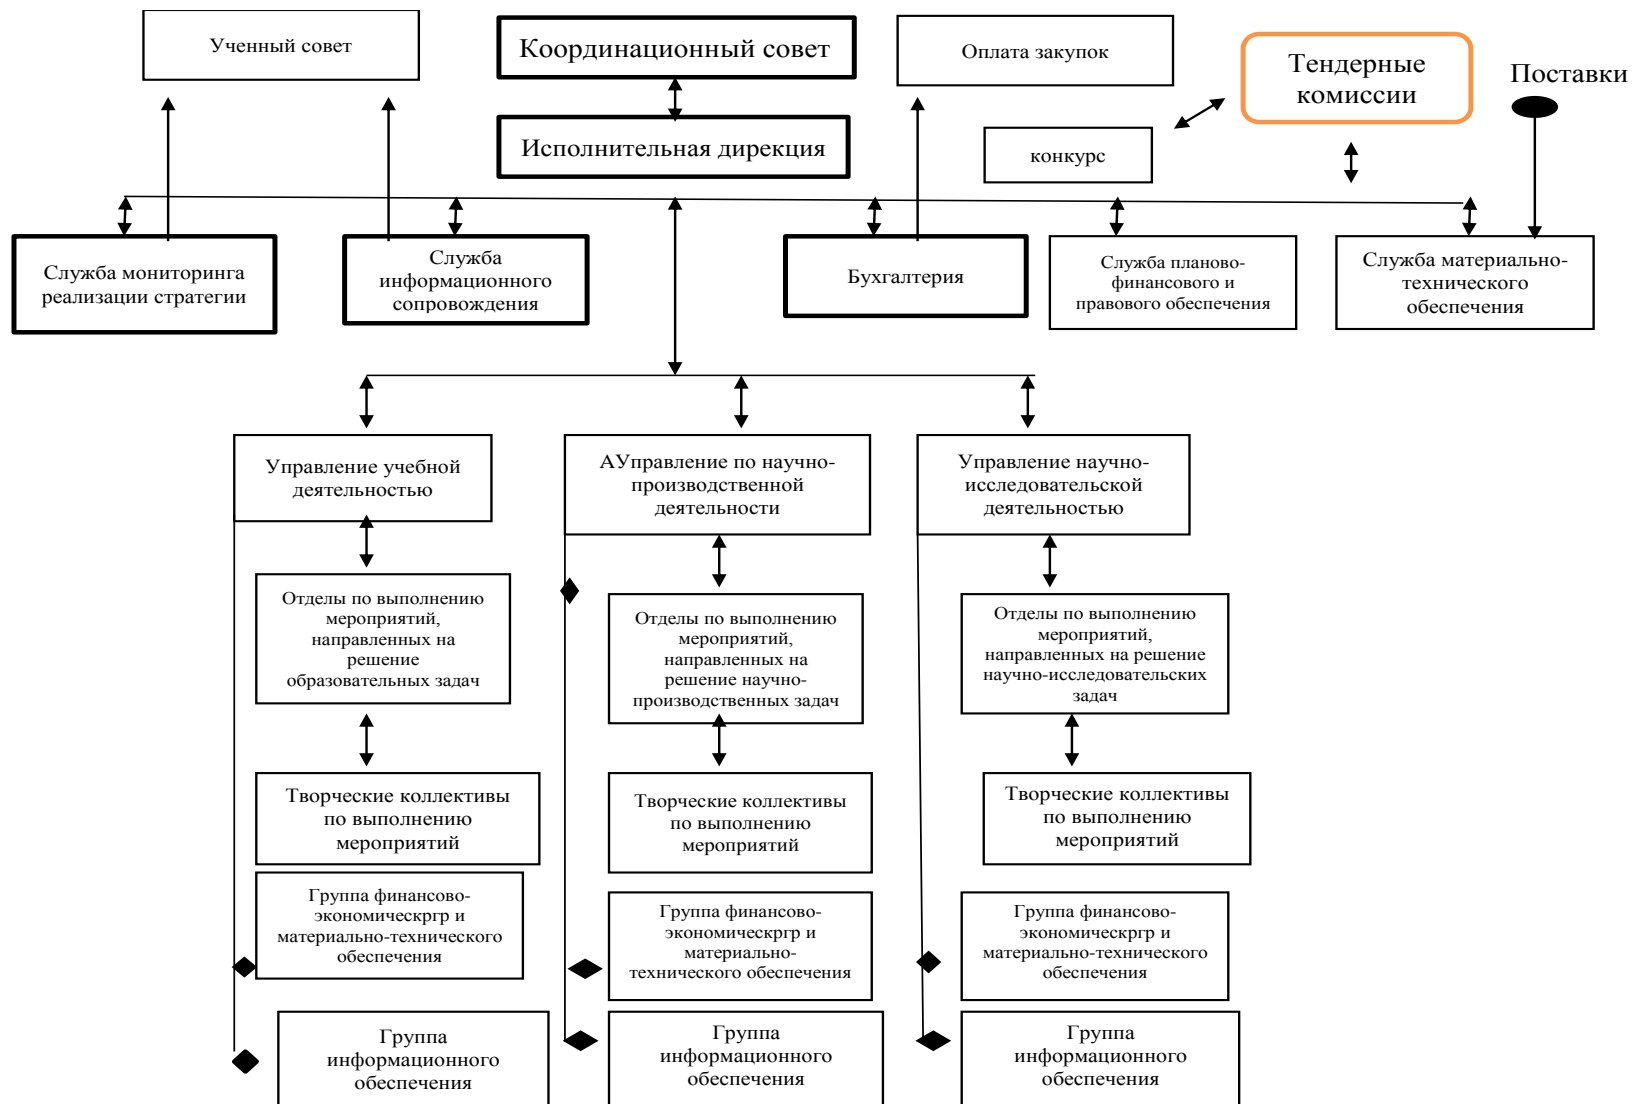 Ученный совет
Координационный совет
Оплата закупок
Тендерные
комиссии
Поставки
Исполнительная дирекция
конкурс
Служба мониторинга
реализации стратегии
Служба
информационного
сопровождения
Бухгалтерия
Служба планово-
финансового и
правового обеспечения
Служба материально-
технического
обеспечения
Управление учебной
деятельностью
АУправление по научно-
производственной
деятельности
Управление научно-
исследовательской
деятельностью
Отделы по выполнению
мероприятий,
направленных на
решение
образовательных задач
Отделы по выполнению
мероприятий,
направленных на
решение научно-
производственных задач
Отделы по выполнению
мероприятий,
направленных на решение
научно-исследовательских
задач
Творческие коллективы
по выполнению
мероприятий
Творческие коллективы
по выполнению
мероприятий
Творческие коллективы
по выполнению
мероприятий
Группа финансово-
экономическргр и
материально-технического
обеспечения
Группа финансово-
экономическргр и
материально-
технического обеспечения
Группа финансово-
экономическргр и
материально-технического
обеспечения
Группа
информационного
обеспечения
Группа
информационного
обеспечения
Группа
информационного
обеспечения